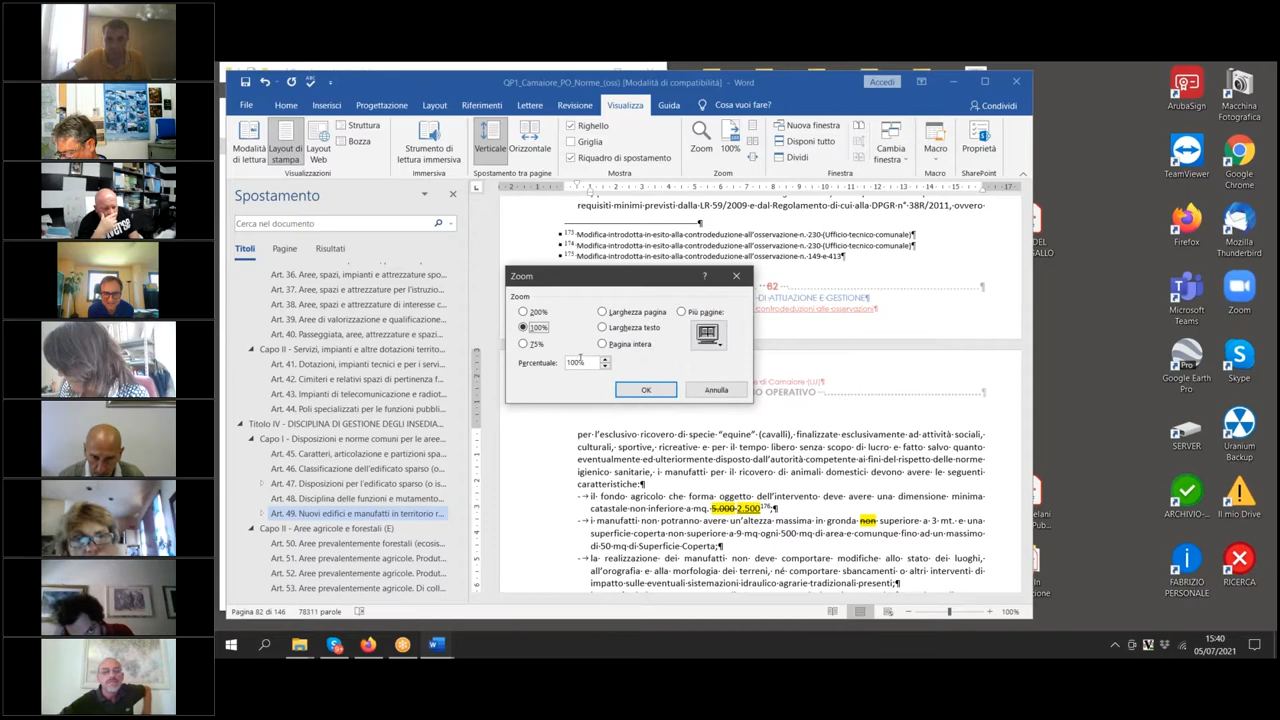 QP1_Camaiore_PO_Norme_(oss) [Modalità di compatibilità] - Word
Accedi
File Home Inserisci Progettazione Layout Riferimenti Lettere Revisione Visualizza Guida Cosa vuoi fare? Condividi
Modalità di lettura
Layout di stampa
Layout Web
Struttura
Bozza
Visualizzazioni
Strumento di lettura immersiva
Immersiva
Verticale
Orizzontale
Spostamento tra pagine
Righello
Griglia
Riquadro di spostamento
Mostra
Zoom
100%
Zoom
Nuova finestra
Disponi tutto
Dividi
Cambia finestra
Finestra
Macro
Macro
Proprietà
SharePoint
Spostamento
Cerca nel documento
Titoli Pagine Risultati
Art. 36. Aree, spazi, impianti e attrezzature spo...
Art. 37. Aree, spazi e attrezzature per l'istruzio...
Art. 38. Aree, spazi e attrezzature di interesse c...
Art. 39. Aree di valorizzazione e qualificazione...
Art. 40. Passeggiata, aree, attrezzature e spazi...
Capo II - Servizi, impianti e altre dotazioni territo...
Art. 41. Dotazioni, impianti tecnici e per i servi...
Art. 42. Cimiteri e relativi spazi di pertinenza f...
Art. 43. Impianti di telecomunicazione e radiot...
Art. 44. Poli specializzati per le funzioni pubbli...
Titolo IV – DISCIPLINA DI GESTIONE DEGLI INSEDIA...
Capo I - Disposizioni e norme comuni per le aree...
Art. 45. Caratteri, articolazione e partizioni spa...
Art. 46. Classificazione dell'edificato sparso (o...
Art. 47. Disposizioni per l'edificato sparso (o is...
Art. 48. Disciplina delle funzioni e mutamento...
Art. 49. Nuovi edifici e manufatti in territorio r...
Capo II - Aree agricole e forestali (E)
Art. 50. Aree prevalentemente forestali (ecosis...
Art. 51. Aree prevalentemente agricole. Produt...
Art. 52. Aree prevalentemente agricole. Produt...
Art. 53. Aree prevalentemente agricole. Di coll...
requisiti minimi previsti dalla LR 59/2009 e dal Regolamento di cui alla DPGR n° 38R/2011, ovvero
173 Modifica introdotta in esito alla controdeduzione all'osservazione n. 230 (Ufficio tecnico comunale)¶
174 Modifica introdotta in esito alla controdeduzione all'osservazione n. 230 (Ufficio tecnico comunale)¶
175 Modifica introdotta in esito alla controdeduzione all'osservazione n. 149 e 413¶
62
DI ATTUAZIONE E GESTIONE¶
controdeduzioni alle osservazioni
Zoom
Zoom
200%
100%
75%
Larghezza pagina
Larghezza testo
Pagina intera
Più pagine:
Percentuale: 100%
OK Annulla
e di Camaiore (LU)¶
O OPERATIVO
per l'esclusivo ricovero di specie "equine" (cavalli), finalizzate esclusivamente ad attività sociali,
culturali, sportive, ricreative e per il tempo libero senza scopo di lucro e fatto salvo quanto
ed ulteriormente disposto dall'autorità competente ai fini del rispetto delle norme
igienico sanitarie, i manufatti per il ricovero di animali domestici devono avere le seguenti
caratteristiche:¶
- il fondo agricolo che forma oggetto dell'intervento deve avere una dimensione minima
catastale non inferiore a mq. 5.000 2.500176;¶
- i manufatti non potranno avere un'altezza massima in gronda non superiore a 3 mt. e una
superficie coperta non superiore a 9 mq ogni 500 mq di area e comunque fino ad un massimo
di 50 mq di Superficie Coperta;¶
- la realizzazione dei manufatti non deve comportare modifiche allo stato dei luoghi,
all'orografia e alla morfologia dei terreni, né comportare sbancamenti o altri interventi di
impatto sulle eventuali sistemazioni idraulico agrarie tradizionali presenti;¶
Pagina 82 di 146 78311 parole
100%
ArubaSign
Macchina Fotografica
TeamViewer
Google Chrome
Firefox
Mozilla Thunderbird
Microsoft Teams
Zoom
Google Earth Pro
Skype
SERVER
Uranium Backup
ARCHIVIO-...
Il mio Drive
FABRIZIO PERSONALE
RICERCA
DEL
GALLO
15:40
05/07/2021